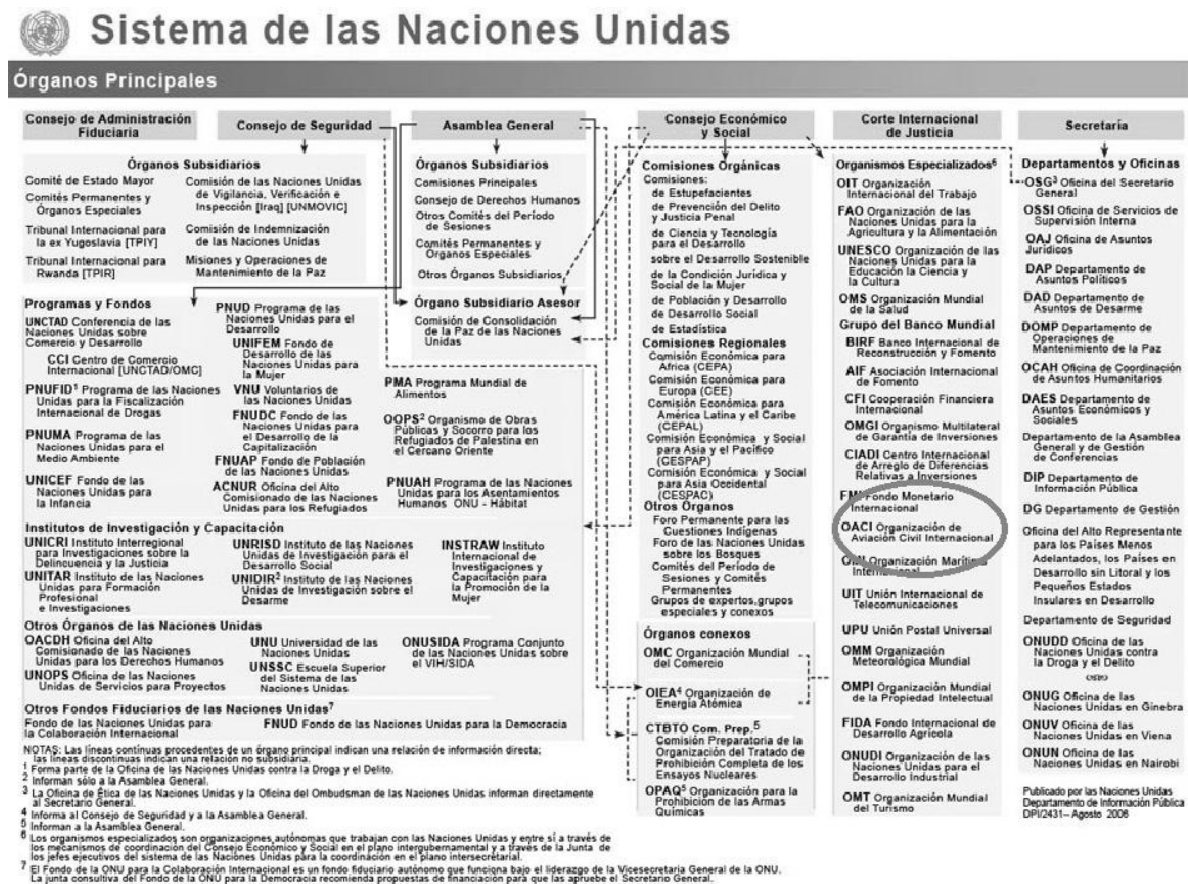 Sistema de las Naciones Unidas
Órganos Principales
Consejo de Administración
Fiduciaria
Consejo de Seguridad
Asamblea General
Consejo Económico
y Social
Corte Internacional
de Justicia
Secretaría
Órganos Subsidiarios
Comité de Estado Mayor
Comités Permanentes y
Órganos Especiales
Tribunal Internacional para
la ex Yugoslavia [TPIY]
Tribunal Internacional para
Rwanda [TPIR]
Comisión de las Naciones Unidas
de Vigilancia, Verificación e
Inspección [Iraq] [UNMOVIC]
Comisión de Indemnización
de las Naciones Unidas
Misiones y Operaciones de
Mantenimiento de la Paz
Órganos Subsidiarios
Comisiones Principales
Consejo de Derechos Humanos
Otros Comités del Período
de Sesiones
Comités Permanentes y
Órganos Especiales
Otros Órganos Subsidiarios
Órgano Subsidiario Asesor
Comisión de Consolidación
de la Paz de las Naciones
Unidas
Programas y Fondos
UNCTAD Conferencia de las
Naciones Unidas sobre
Comercio y Desarrollo
CCI Centro de Comercio
Internacional [UNCTAD/OMC]
PNUFID¹ Programa de las Naciones
Unidas para la Fiscalización
Internacional de Drogas
PNUMA Programa de las
Naciones Unidas para el
Medio Ambiente
UNICEF Fondo de las
Naciones Unidas para
la Infancia
PNUD Programa de las
Naciones Unidas para el
Desarrollo
UNIFEM Fondo de
Desarrollo de las
Naciones Unidas para
la Mujer
VNU Voluntarios de
las Naciones Unidas
FNUDC Fondo de las
Naciones Unidas para
el Desarrollo de la
Capitalización
FNUAP Fondo de Población
de las Naciones Unidas
ACNUR Oficina del Alto
Comisionado de las Naciones
Unidas para los Refugiados
PMA Programa Mundial de
Alimentos
OOPS² Organismo de Obras
Públicas y Socorro para los
Refugiados de Palestina en
el Cercano Oriente
PNUAH Programa de las Naciones
Unidas para los Asentamientos
Humanos ONU - Hábitat
Institutos de Investigación y Capacitación
UNICRI Instituto Interregional
para Investigaciones sobre la
Delincuencia y la Justicia
UNITAR Instituto de las Naciones
Unidas para Formación
Profesional
e Investigaciones
UNRISD Instituto de las Naciones
Unidas de Investigación para el
Desarrollo Social
UNIDIR² Instituto de las Naciones
Unidas de Investigación sobre el
Desarme
INSTRAW Instituto
Internacional de
Investigaciones y
Capacitación para
la Promoción de la
Mujer
Otros Órganos de las Naciones Unidas
OACDH Oficina del Alto
Comisionado de las Naciones
Unidas para los Derechos Humanos
UNOPS Oficina de las Naciones
Unidas de Servicios para Proyectos
UNU Universidad de las
Naciones Unidas
UNSSC Escuela Superior
del Sistema de las
Naciones Unidas
ONUSIDA Programa Conjunto
de las Naciones Unidas sobre
el VIH/SIDA
Otros Fondos Fiduciarios de las Naciones Unidas⁷
Fondo de las Naciones Unidas para
la Colaboración Internacional
FNUD Fondo de las Naciones Unidas para la Democracia
Comisiones Orgánicas
Comisiones:
de Estupefacientes
de Prevención del Delito
y Justicia Penal
de Ciencia y Tecnología
para el Desarrollo
sobre el Desarrollo Sostenible
de la Condición Jurídica y
Social de la Mujer
de Población y Desarrollo
de Desarrollo Social
de Estadística
Comisiones Regionales
Comisión Económica para
Africa (CEPA)
Comisión Económica para
Europa (CEE)
Comisión Económica para
América Latina y el Caribe
(CEPAL)
Comisión Económica y Social
para Asia y el Pacífico
(CESPAP)
Comisión Económica y Social
para Asia Occidental
(CESPAC)
Otros Órganos
Foro Permanente para las
Cuestiones Indígenas
Foro de las Naciones Unidas
sobre los Bosques
Comités del Período de
Sesiones y Comités
Permanentes
Grupos de expertos,grupos
especiales y conexos
Órganos conexos
OMC Organización Mundial
del Comercio
OIEA⁴ Organización de
Energía Atómica
CTBTO Com. Prep.⁵
Comisión Preparatoria de la
Organización del Tratado de
Prohibición Completa de los
Ensayos Nucleares
OPAQ⁵ Organización para la
Prohibición de las Armas
Químicas
Organismos Especializados⁶
OIT Organización
Internacional del Trabajo
FAO Organización de las
Naciones Unidas para la
Agricultura y la Alimentación
UNESCO Organización de las
Naciones Unidas para la
Educación la Ciencia y
la Cultura
OMS Organización Mundial
de la Salud
Grupo del Banco Mundial
BIRF Banco Internacional de
Reconstrucción y Fomento
AIF Asociación Internacional
de Fomento
CFI Cooperación Financiera
Internacional
OMGI Organismo Multilateral
de Garantía de Inversiones
CIADI Centro Internacional
de Arreglo de Diferencias
Relativas a Inversiones
FMI Fondo Monetario
Internacional
OACI Organización de
Aviación Civil Internacional
OMI Organización Marítima
Internacional
UIT Unión Internacional de
Telecomunicaciones
UPU Unión Postall Universal
OMM Organización
Meteorológica Mundial
OMPI Organización Mundial
de la Propiedad Intelectual
FIDA Fondo Internacional de
Desarrollo Agrícola
ONUDI Organización de las
Naciones Unidas para el
Desarrollo Industrial
OMT Organización Mundial
del Turismo
Departamentos y Oficinas
OSG³ Oficina del Secretario
General
OSSI Oficina de Servicios de
Supervisión Interna
OAJ Oficina de Asuntos
Jurídicos
DAP Departamento de
Asuntos Políticos
DAD Departamento de
Asuntos de Desarme
DOMP Departamento de
Operaciones de
Mantenimiento de la Paz
OCAH Oficina de Coordinación
de Asuntos Humanitarios
DAES Departamento de
Asuntos Económicos y
Sociales
Departamento de la Asamblea
General y de Gestión
de Conferencias
DIP Departamento de
Información Pública
DG Departamento de Gestión
Oficina del Alto Representante
para los Países Menos
Adelantados, los Países en
Desarrollo sin Litoral y los
Pequeños Estados
Insulares en Desarrollo
Departamento de Seguridad
ONUDD Oficina de las
Naciones Unidas contra
la Droga y el Delito
ONUG Oficina de las
Naciones Unidas en Ginebra
ONUV Oficina de las
Naciones Unidas en Viena
ONUN Oficina de las
Naciones Unidas en Nairobi
Publicado por las Naciones Unidas
Departamento de Información Pública
DPI/2431– Agosto 2006
NOTAS: Las líneas continuas procedentes de un órgano principal indican una relación de información directa;
las líneas discontinuas indican una relación no subsidiaria.
¹ Forma parte de la Oficina de las Naciones Unidas contra la Droga y el Delito.
² Informan sólo a la Asamblea General.
³ La Oficina de Ética de las Naciones Unidas y la Oficina del Ombudsman de las Naciones Unidas informan directamente
al Secretario General.
⁴ Informa al Consejo de Seguridad y a la Asamblea General.
⁵ Informan a la Asamblea General.
⁶ Los organismos especializados son organizaciones autónomas que trabajan con las Naciones Unidas y entre sí a través de
los mecanismos de coordinación del Consejo Económico y Social en el plano intergubernamental y a través de la Junta de
los jefes ejecutivos del sistema de las Naciones Unidas para la coordinación en el plano intersecretarial.
⁷ El Fondo de la ONU para la Colaboración Internacional es un fondo fiduciario autónomo que funciona bajo el liderazgo de la Vicesecretaria General de la ONU.
La junta consultiva del Fondo de la ONU para la Democracia recomienda propuestas de financiación para que las apruebe el Secretario General.